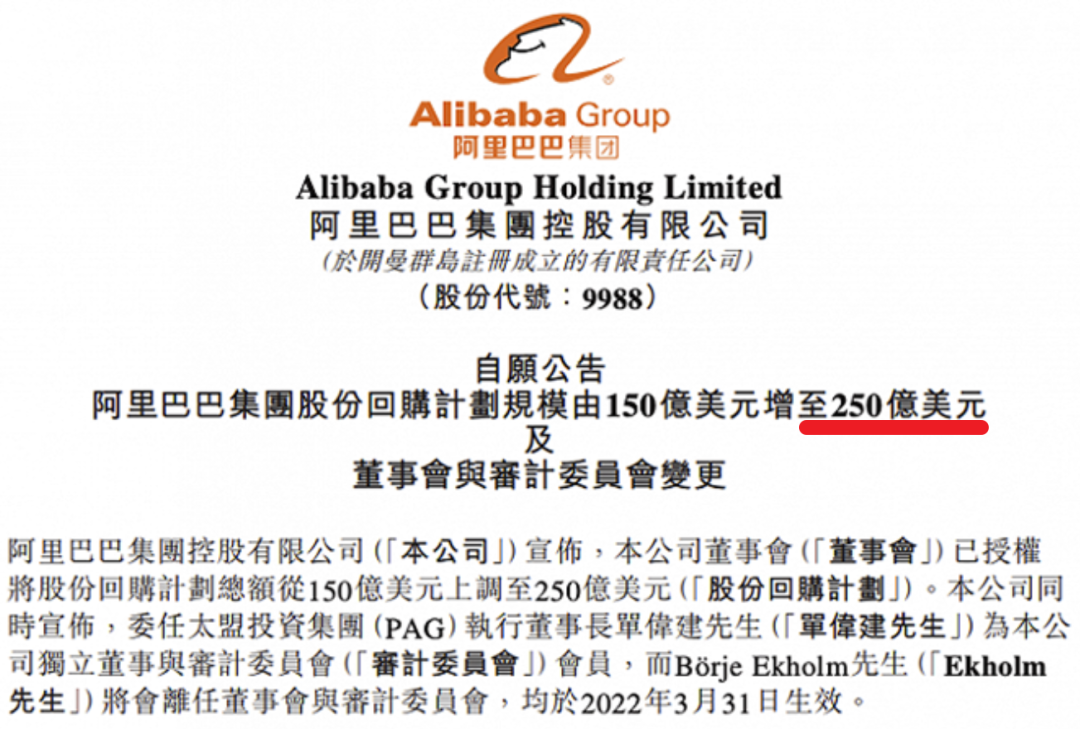 Alibaba Group
阿里巴巴集团
Alibaba Group Holding Limited
阿里巴巴集團控股有限公司
(於開曼群島註冊成立的有限責任公司)
(股份代號:9988)
自願公告
阿里巴巴集團股份回購計劃規模由150億美元增至250億美元
及
董事會與審計委員會變更
阿里巴巴集團控股有限公司(「本公司」)宣佈,本公司董事會(「董事會」)已授權
將股份回購計劃總額從150億美元上調至250億美元(「股份回購計劃」)。本公司同
時宣佈,委任太盟投資集團(PAG)執行董事長單偉建先生(「單偉建先生」)為本公
司獨立董事與審計委員會(「審計委員會」)會員,而Börje Ekholm先生(「Ekholm
先生」)將會離任董事會與審計委員會,均於2022年3月31日生效。